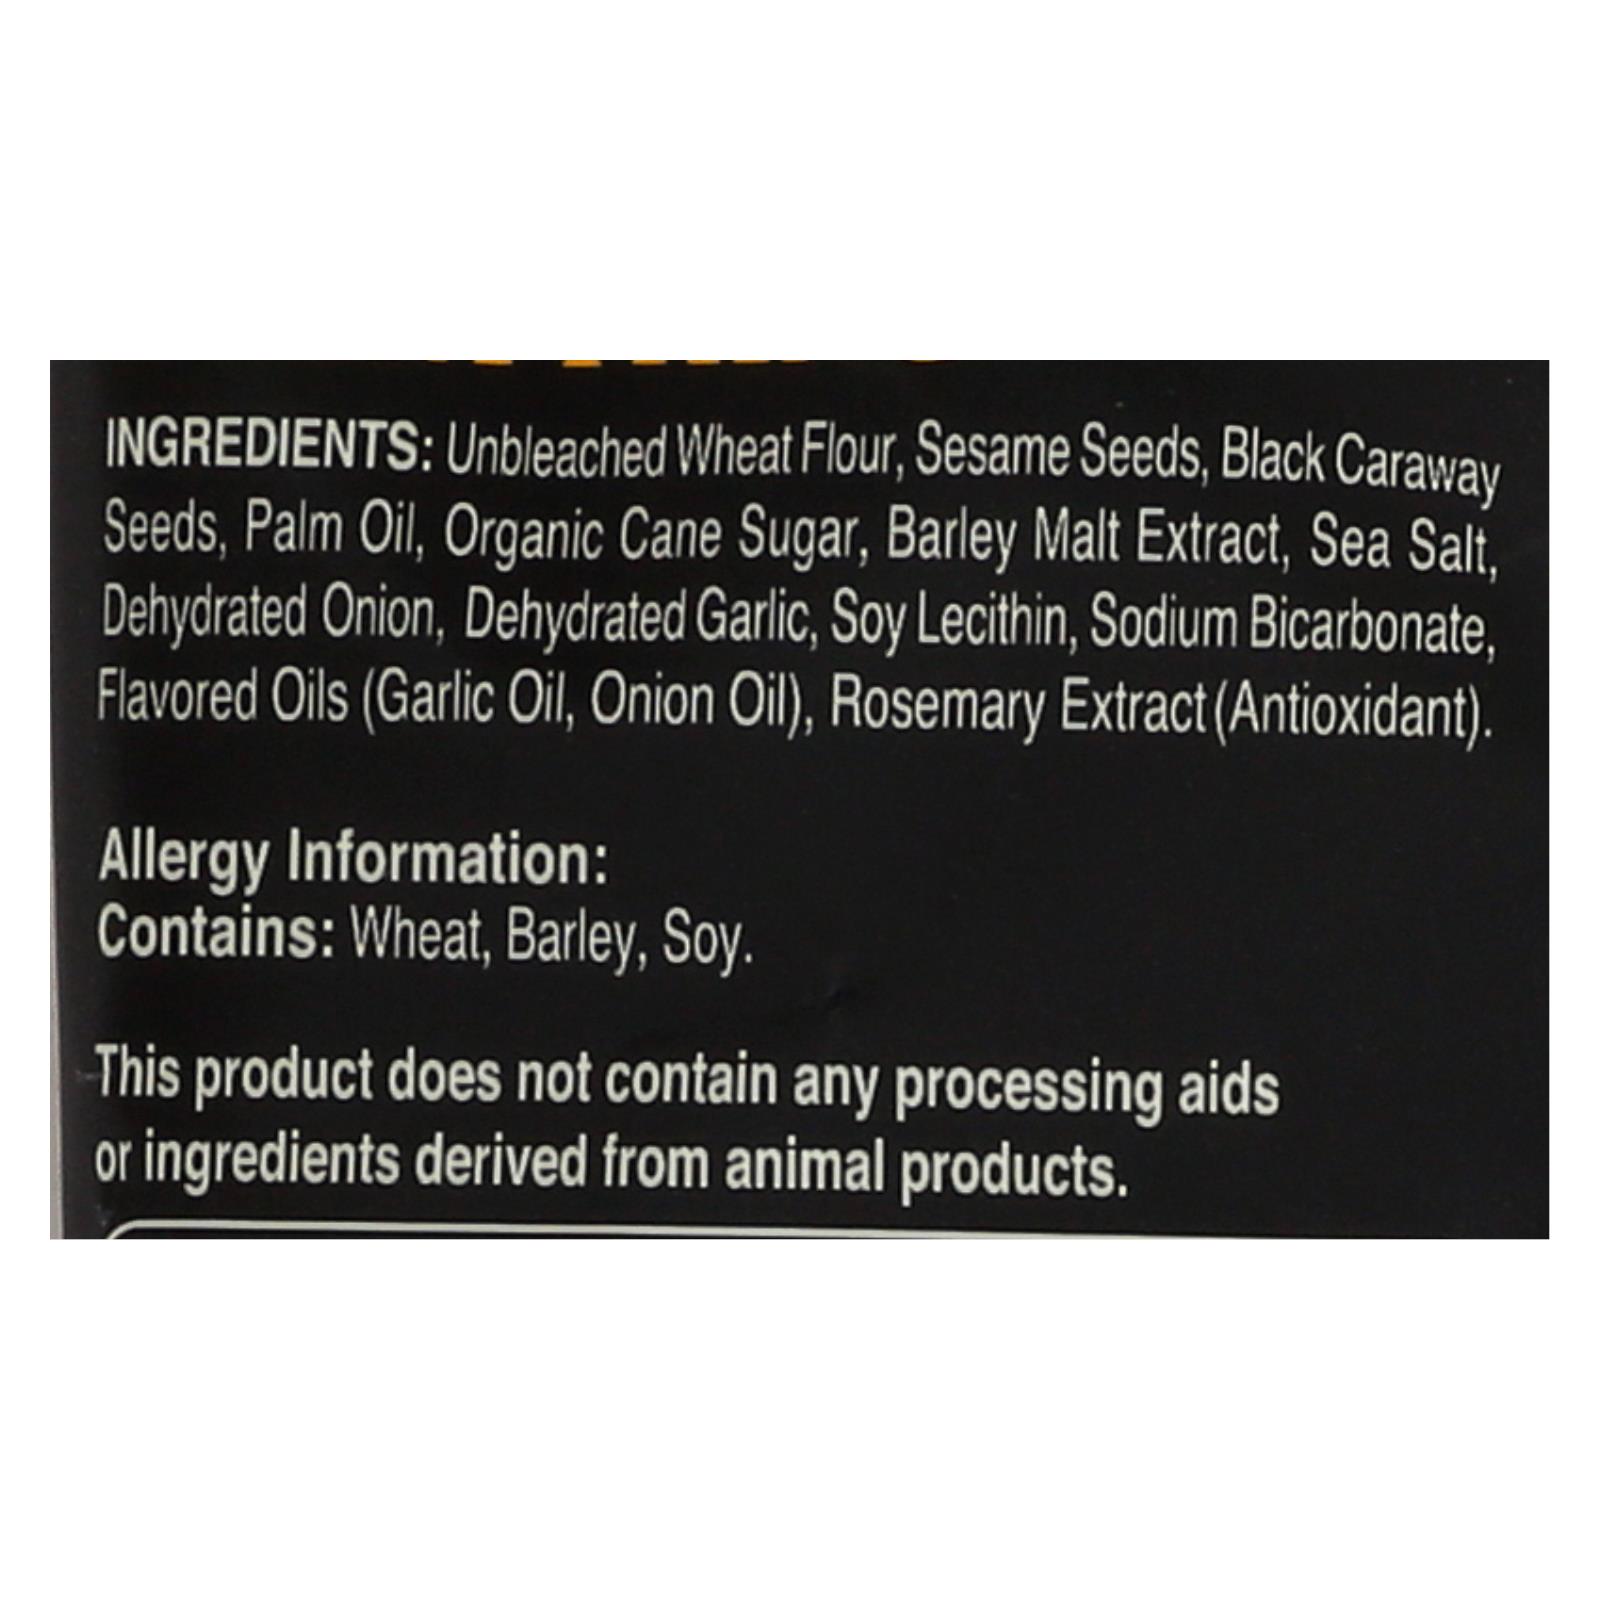 INGREDIENTS: Unbleached Wheat Flour, Sesame Seeds, Black Caraway
Seeds, Palm Oil, Organic Cane Sugar, Barley Malt Extract, Sea Salt,
Dehydrated Onion, Dehydrated Garlic, Soy Lecithin, Sodium Bicarbonate,
Flavored Oils (Garlic Oil, Onion Oil), Rosemary Extract (Antioxidant).
Allergy Information:
Contains: Wheat, Barley, Soy.
This product does not contain any processing aids
or ingredients derived from animal products.